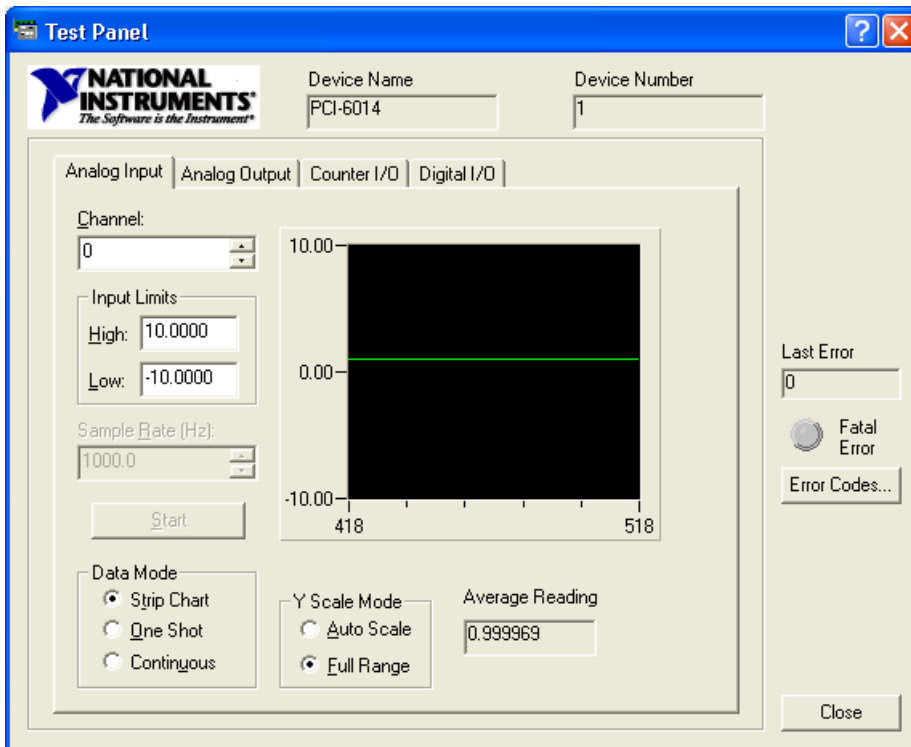 Test Panel
NATIONAL
INSTRUMENTS®
The Software is the Instrument®
Device Name
PCI-6014
Device Number
1
Analog Input
Analog Output
Counter I/O
Digital I/O
Channel:
0
Input Limits
High: 10.0000
Low: -10.0000
Sample Rate (Hz):
1000.0
Start
10.00
0.00
-10.00
418
518
Data Mode
Strip Chart
One Shot
Continuous
Y Scale Mode
Auto Scale
Full Range
Average Reading
0.999969
Last Error
0
Fatal
Error
Error Codes...
Close